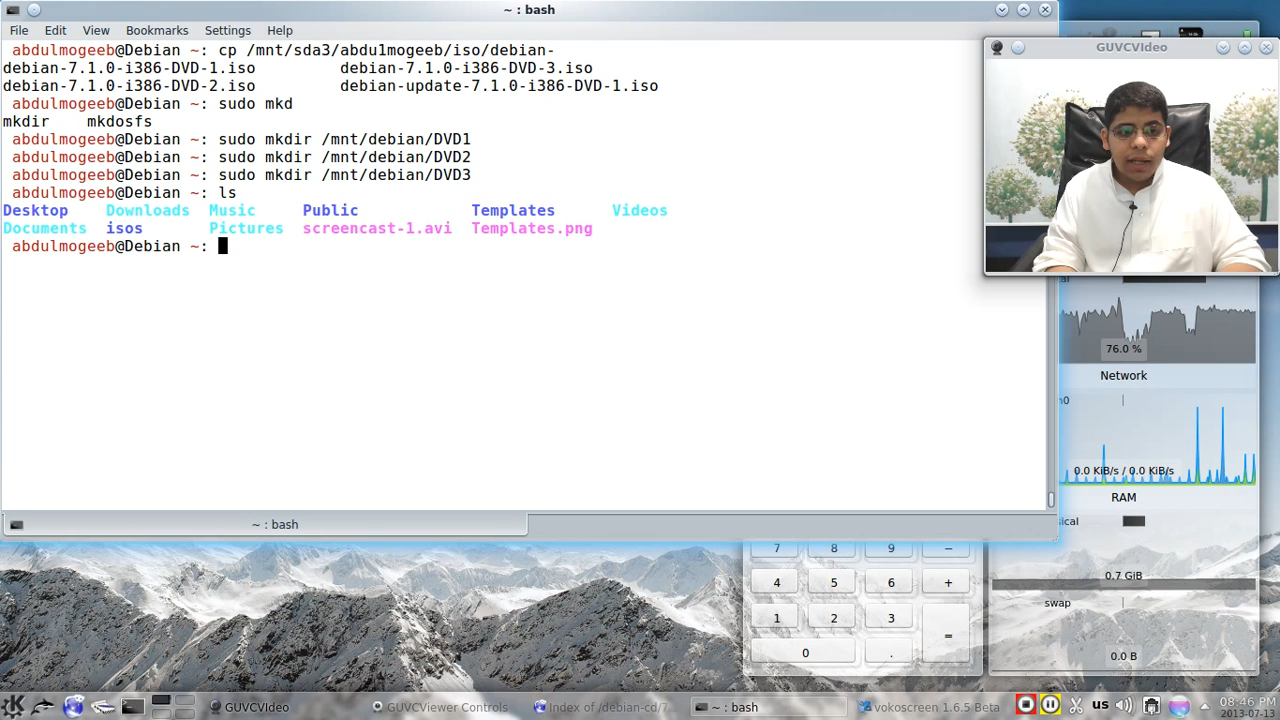 ~ : bash
File Edit View Bookmarks Settings Help
abdulmogeeb@Debian ~: cp /mnt/sda3/abdu1mogeeb/iso/debian-
debian-7.1.0-i386-DVD-1.iso debian-7.1.0-i386-DVD-3.iso
debian-7.1.0-i386-DVD-2.iso debian-update-7.1.0-i386-DVD-1.iso
abdulmogeeb@Debian ~: sudo mkd
mkdir mkdosfs
abdulmogeeb@Debian ~: sudo mkdir /mnt/debian/DVD1
abdulmogeeb@Debian ~: sudo mkdir /mnt/debian/DVD2
abdulmogeeb@Debian ~: sudo mkdir /mnt/debian/DVD3
abdulmogeeb@Debian ~: ls
Desktop Downloads Music Public Templates Videos
Documents isos Pictures screencast-1.avi Templates.png
abdulmogeeb@Debian ~:
~ : bash
GUVCVIdeo
76.0 %
Network
0.0 KiB/s / 0.0 KiB/s
RAM
0.7 GiB
swap
0.0 B
7 8 9 −
4 5 6 +
1 2 3
=
0 .
GUVCVIdeo
GUVCViewer Controls
Index of /debian-cd/7.
~ : bash
vokoscreen 1.6.5 Beta
us
08:46 PM
2013-07-13